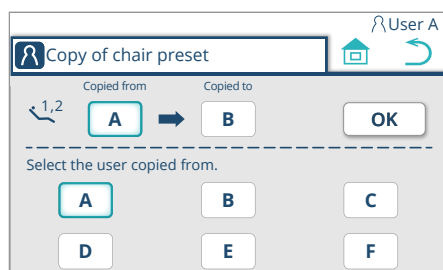 User A
Copy of chair preset
Copied from Copied to
1,2 A B OK
Select the user copied from.
A B C
D E F